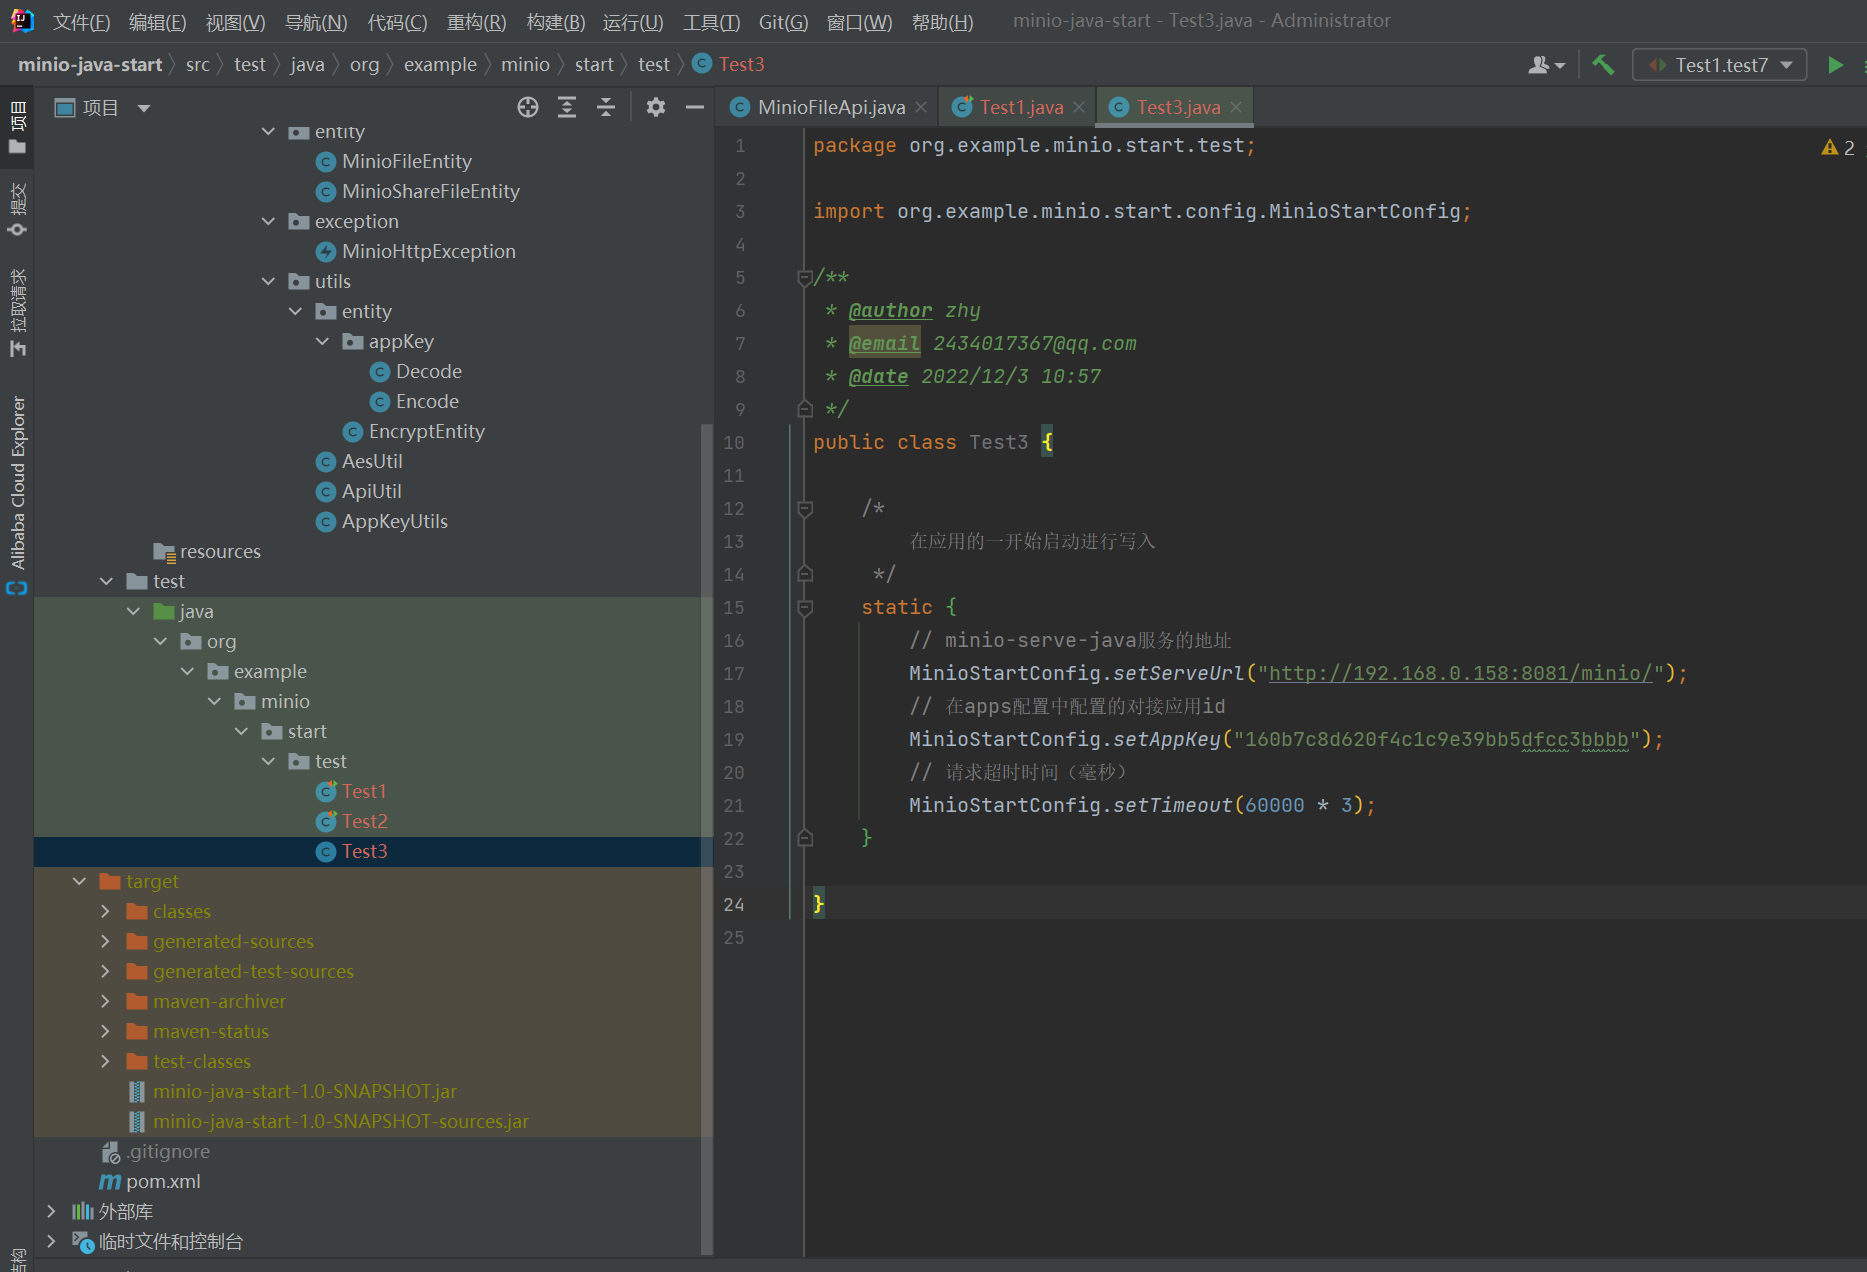 文件(F) 编辑(E) 视图(V) 导航(N) 代码(C) 重构(R) 构建(B) 运行(U) 工具(T) Git(G) 窗口(W) 帮助(H) minio-java-start - Test3.java - Administrator
minio-java-start src test java org example minio start test Test3
Test1.test7
项目
提交
拉取请求
Alibaba Cloud Explorer
项目
entity
MinioFileEntity
MinioShareFileEntity
exception
MinioHttpException
utils
entity
appKey
Decode
Encode
EncryptEntity
AesUtil
ApiUtil
AppKeyUtils
resources
test
java
org
example
minio
start
test
Test1
Test2
Test3
target
classes
generated-sources
generated-test-sources
maven-archiver
maven-status
test-classes
minio-java-start-1.0-SNAPSHOT.jar
minio-java-start-1.0-SNAPSHOT-sources.jar
.gitignore
pom.xml
外部库
临时文件和控制台
MinioFileApi.java Test1.java Test3.java
2
1 package org.example.minio.start.test;
2
3 import org.example.minio.start.config.MinioStartConfig;
4
5 /**
6 * @author zhy
7 * @email 2434017367@qq.com
8 * @date 2022/12/3 10:57
9 */
10 public class Test3 {
11
12 /*
13 在应用的一开始启动进行写入
14 */
15 static {
16 // minio-serve-java服务的地址
17 MinioStartConfig.setServeUrl("http://192.168.0.158:8081/minio/");
18 // 在apps配置中配置的对接应用id
19 MinioStartConfig.setAppKey("160b7c8d620f4c1c9e39bb5dfcc3bbbb");
20 // 请求超时时间（毫秒）
21 MinioStartConfig.setTimeout(60000 * 3);
22 }
23
24 }
25